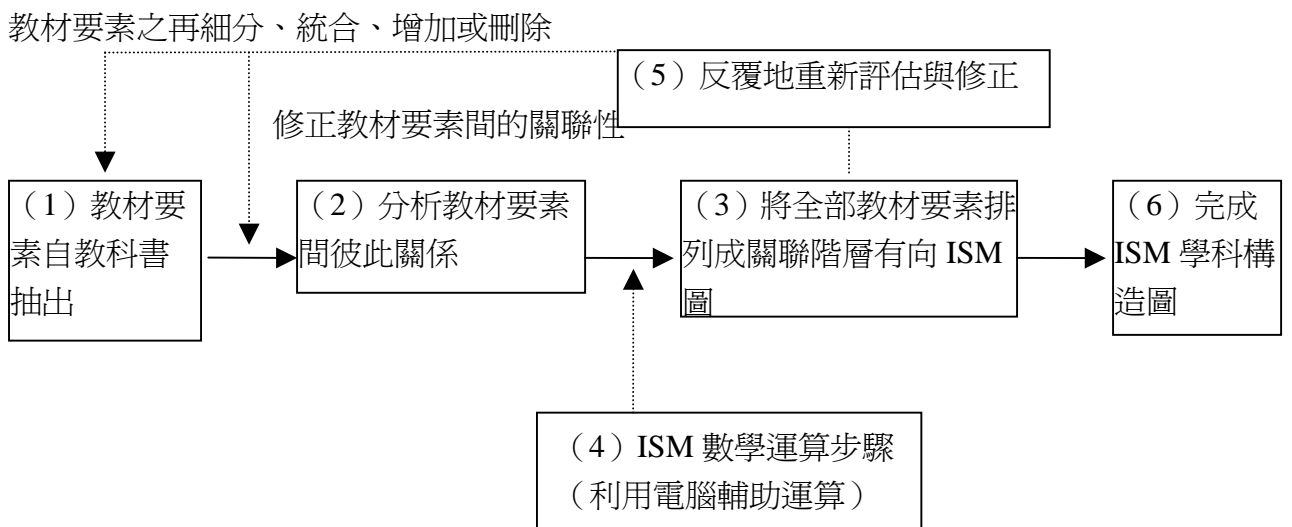 教材要素之再細分、統合、增加或刪除
（5）反覆地重新評估與修正
修正教材要素間的關聯性
（1）教材要
素自教科書
抽出
（2）分析教材要素
間彼此關係
（3）將全部教材要素排
列成關聯階層有向 ISM
圖
（6）完成
ISM 學科構
造圖
（4）ISM 數學運算步驟
（利用電腦輔助運算）